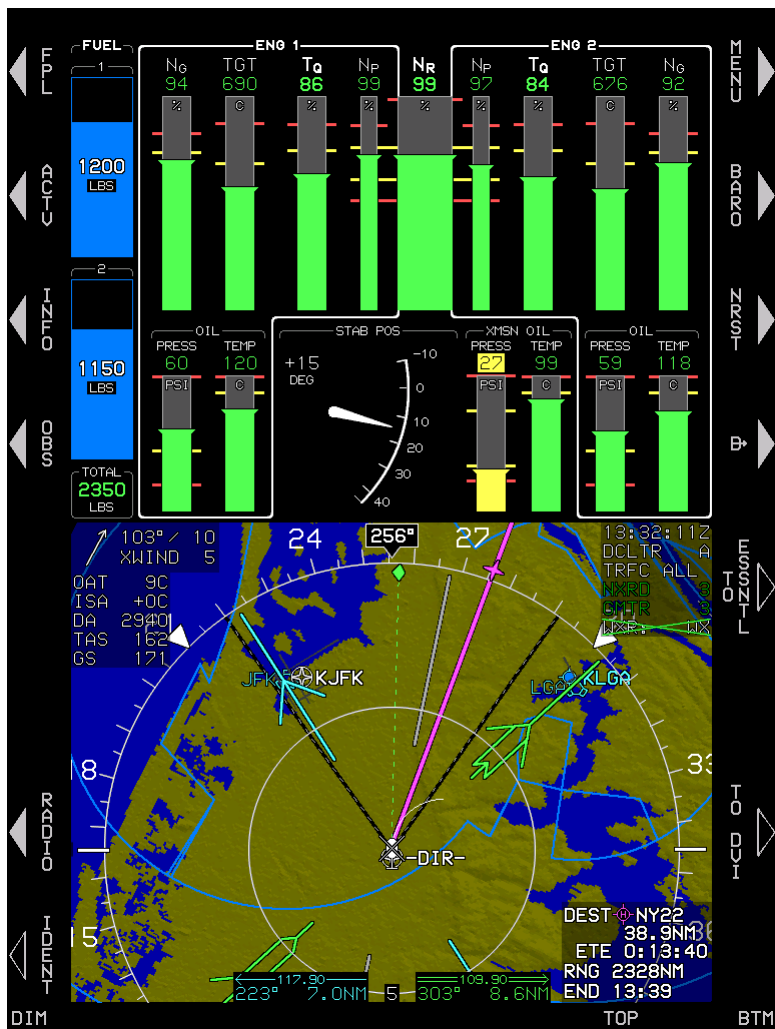 FUEL
ENG 1
ENG 2
1
NG TGT TQ NP NR NP TQ TGT NG
94 690 86 99 99 97 84 676 92
% C % % % % % C %
1200
LBS
2
1150
LBS
TOTAL
2350
LBS
OIL
PRESS TEMP
60 120
PSI C
STAB POS
+15
DEG
-10
0
10
20
30
40
XMSN OIL
PRESS TEMP
27 99
PSI C
OIL
PRESS TEMP
59 118
PSI C
FPL
ACTV
INFO
OBS
RADIO
IDENT
MENU
BARO
NRST
ESSNTL
TO
TO DVI
103°/ 10
XWIND 5
OAT 9C
ISA +0C
DA 2940
TAS 162
GS 171
24
256°
27
13:32:11Z
DCLTR A
TRFC ALL
NXRD 3
GMTR 3
WXR: WX
JFK
KJFK
LGA
KLGA
33
-DIR-
DEST NY22
38.9NM
ETE 0:13:40
RNG 2328NM
END 13:39
117.90
223° 7.0NM
5
109.90
303° 8.6NM
DIM
TOP
BTM